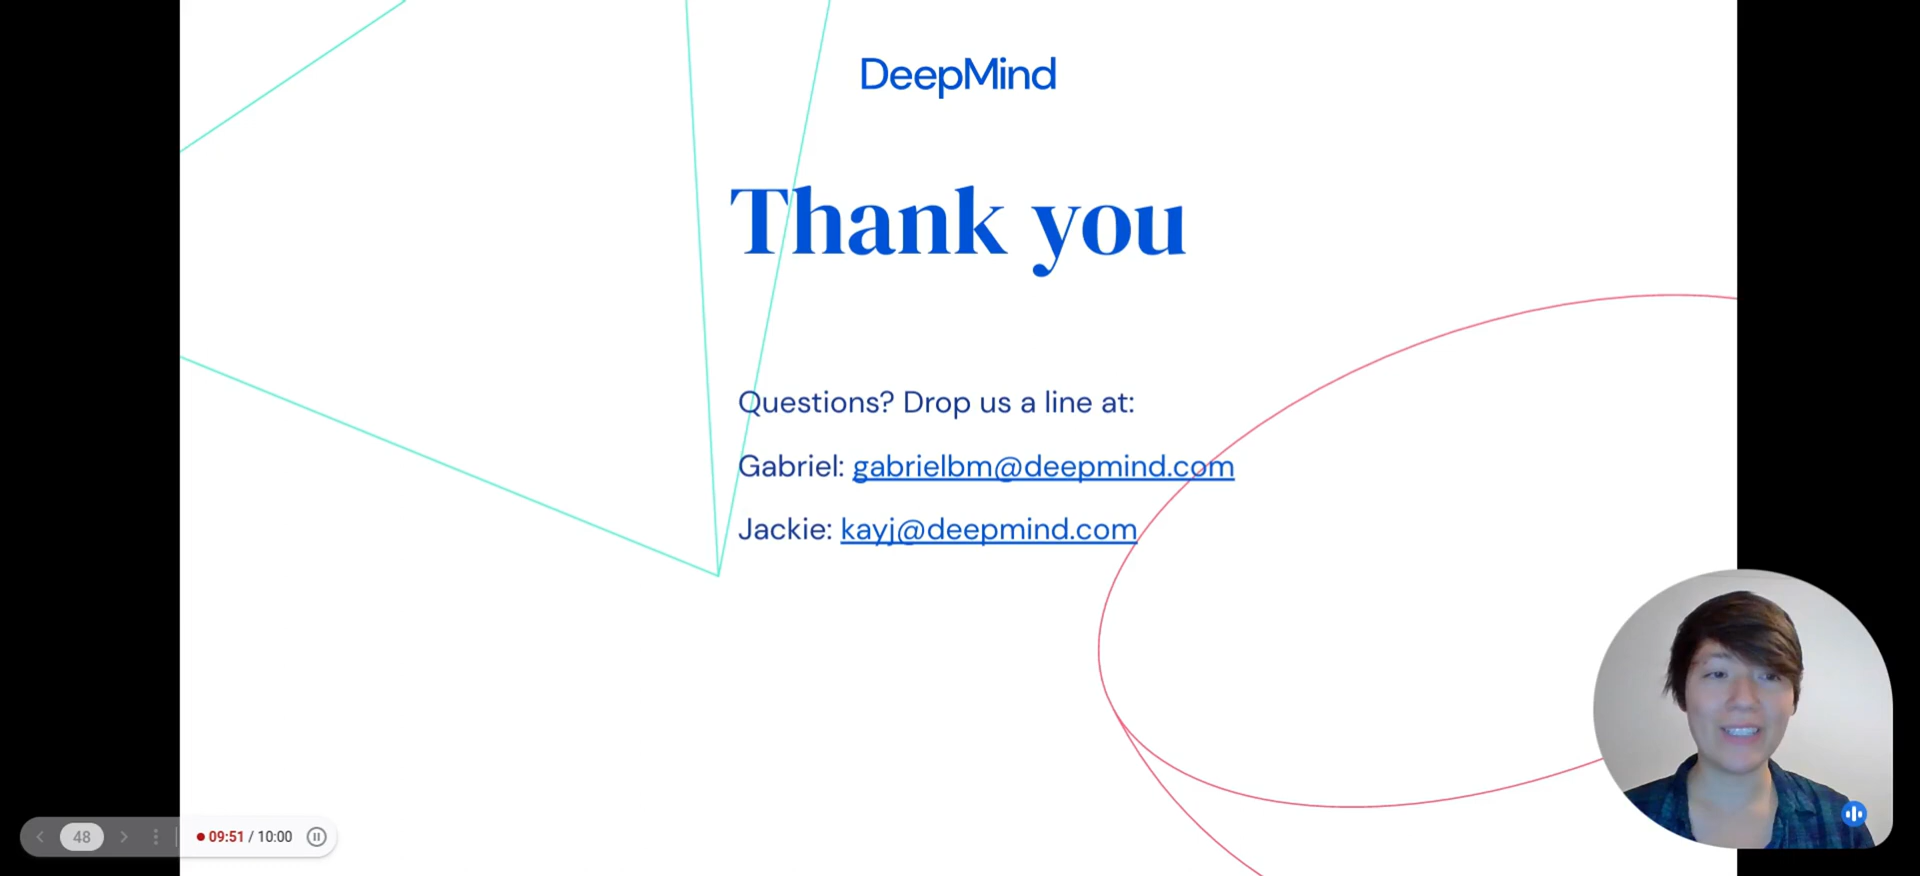 DeepMind
Thank you
Questions? Drop us a line at:
Gabriel: gabrielbm@deepmind.com
Jackie: kayj@deepmind.com
48
09:51 / 10:00